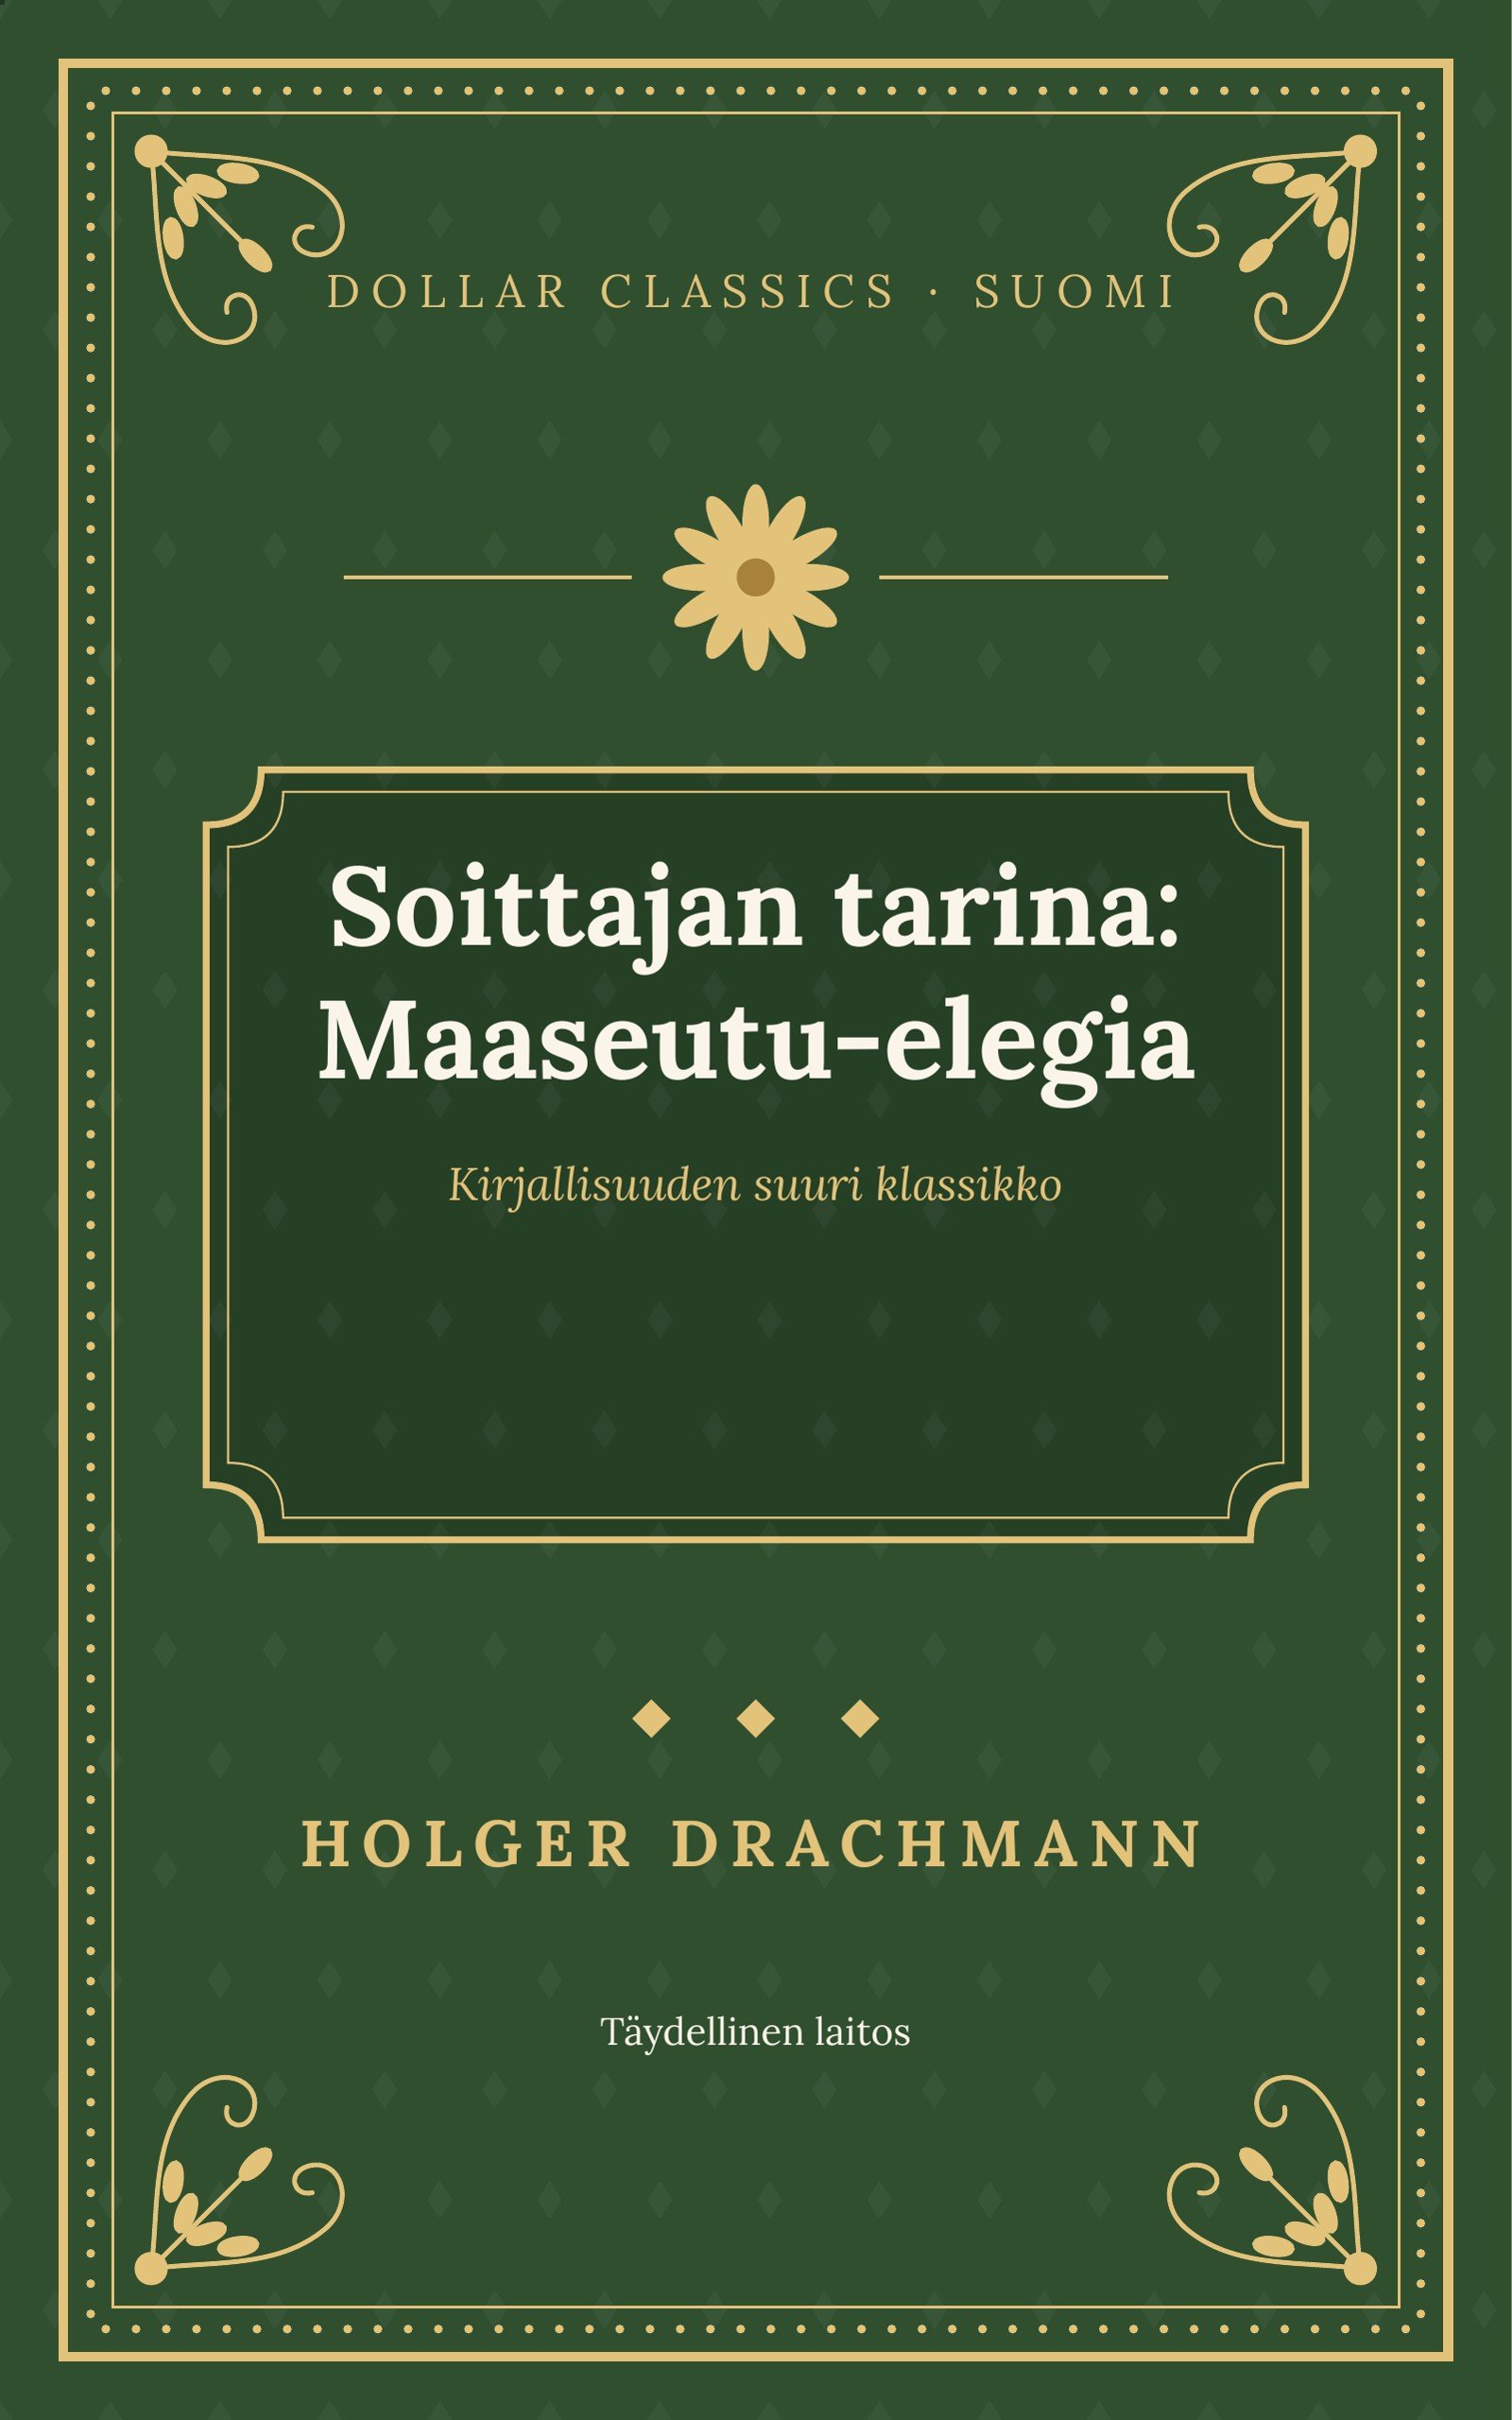 DOLLAR CLASSICS · SUOMI
Soittajan tarina:
Maaseutu-elegia
Kirjallisuuden suuri klassikko
HOLGER DRACHMANN
Täydellinen laitos